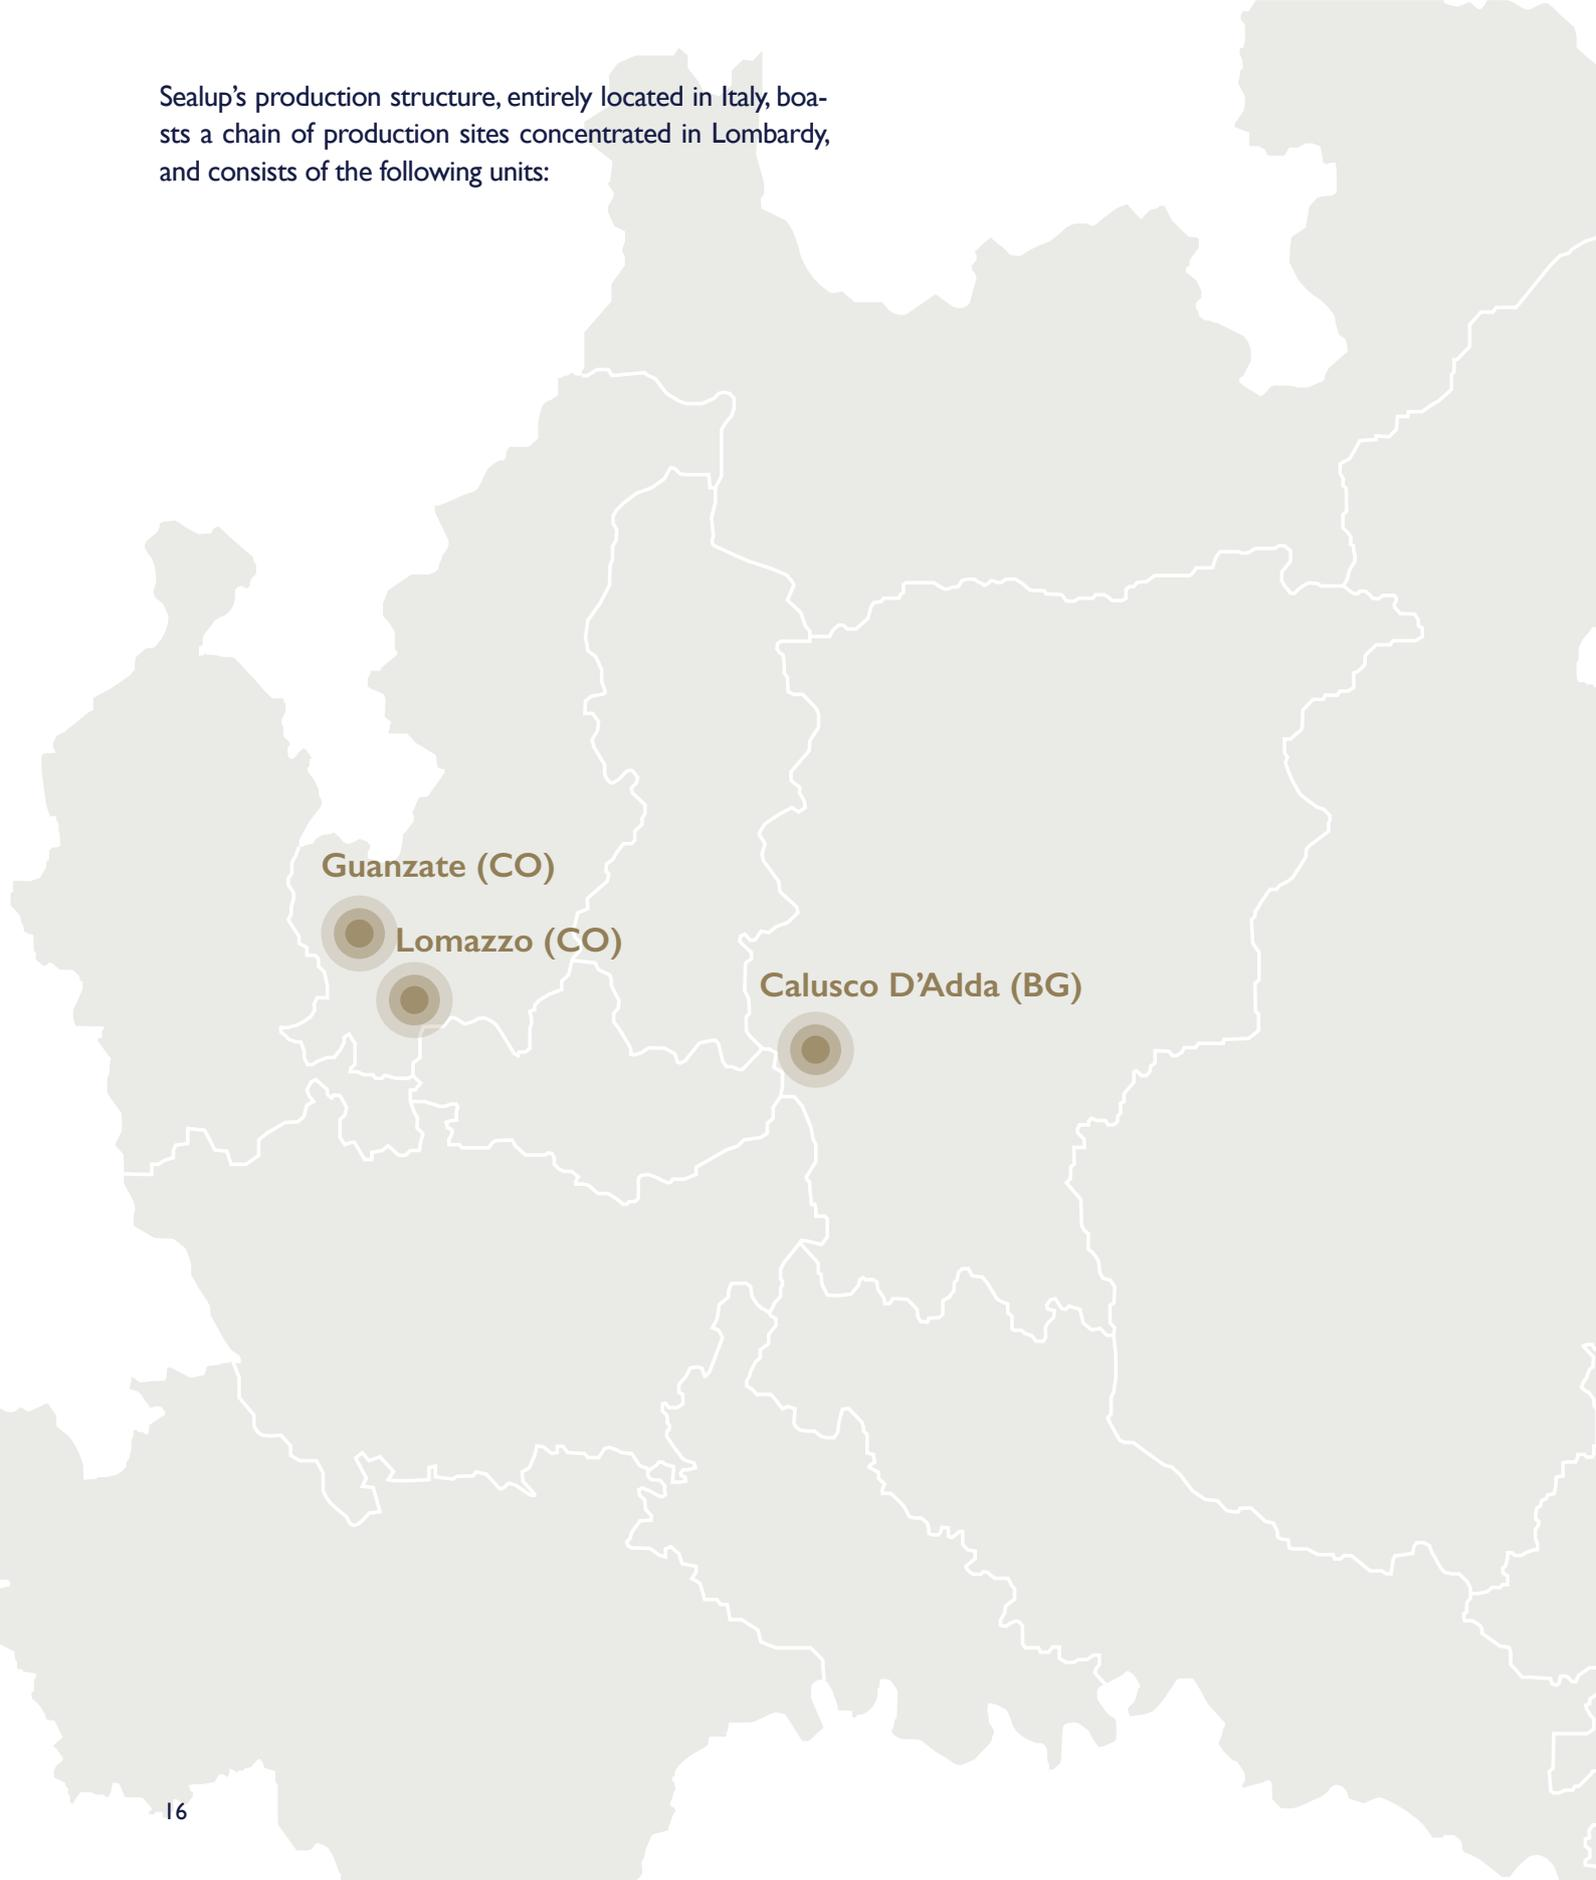 Sealup’s production structure, entirely located in Italy, boa-
sts a chain of production sites concentrated in Lombardy,
and consists of the following units:
Guanzate (CO)
Lomazzo (CO)
Calusco D’Adda (BG)
16